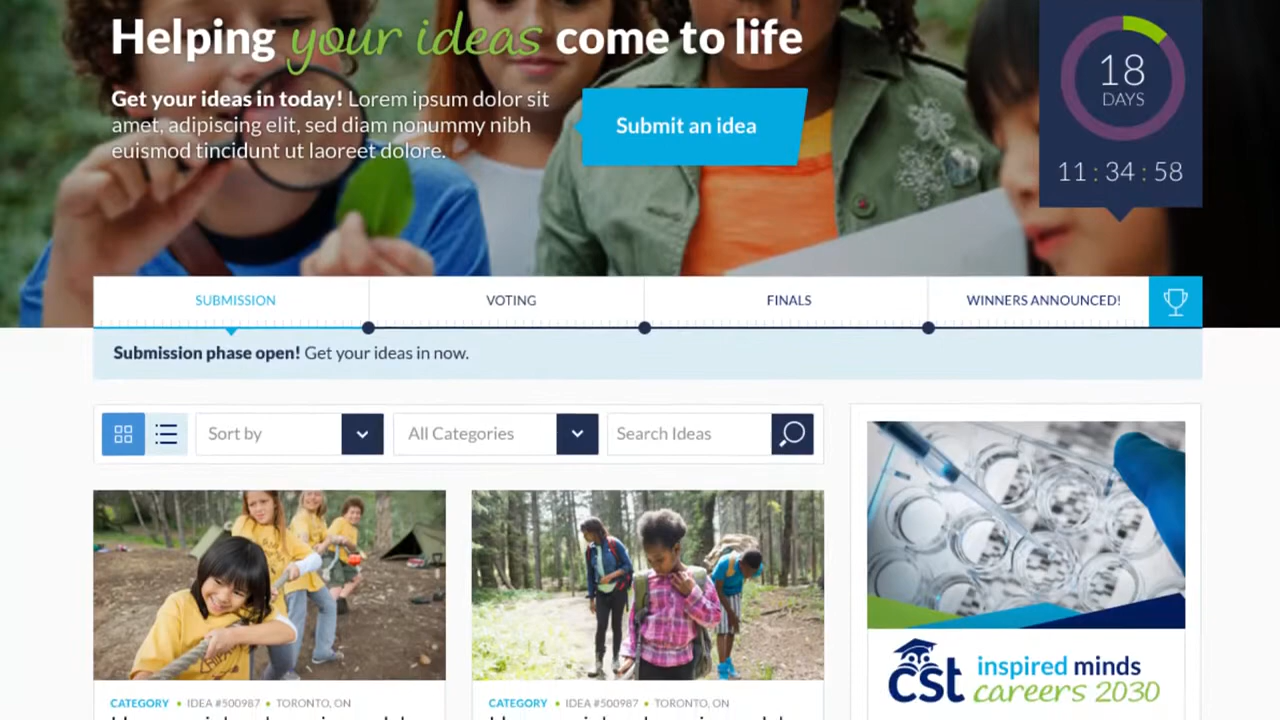 Helping your ideas come to life
Get your ideas in today! Lorem ipsum dolor sit
amet, adipiscing elit, sed diam nonummy nibh
euismod tincidunt ut laoreet dolore.
Submit an idea
18
DAYS
11 : 34 : 58
SUBMISSION
VOTING
FINALS
WINNERS ANNOUNCED!
Submission phase open! Get your ideas in now.
Sort by
All Categories
Search Ideas
CATEGORY • IDEA #500987 • TORONTO, ON
CATEGORY • IDEA #500987 • TORONTO, ON
cst inspired minds
careers 2030